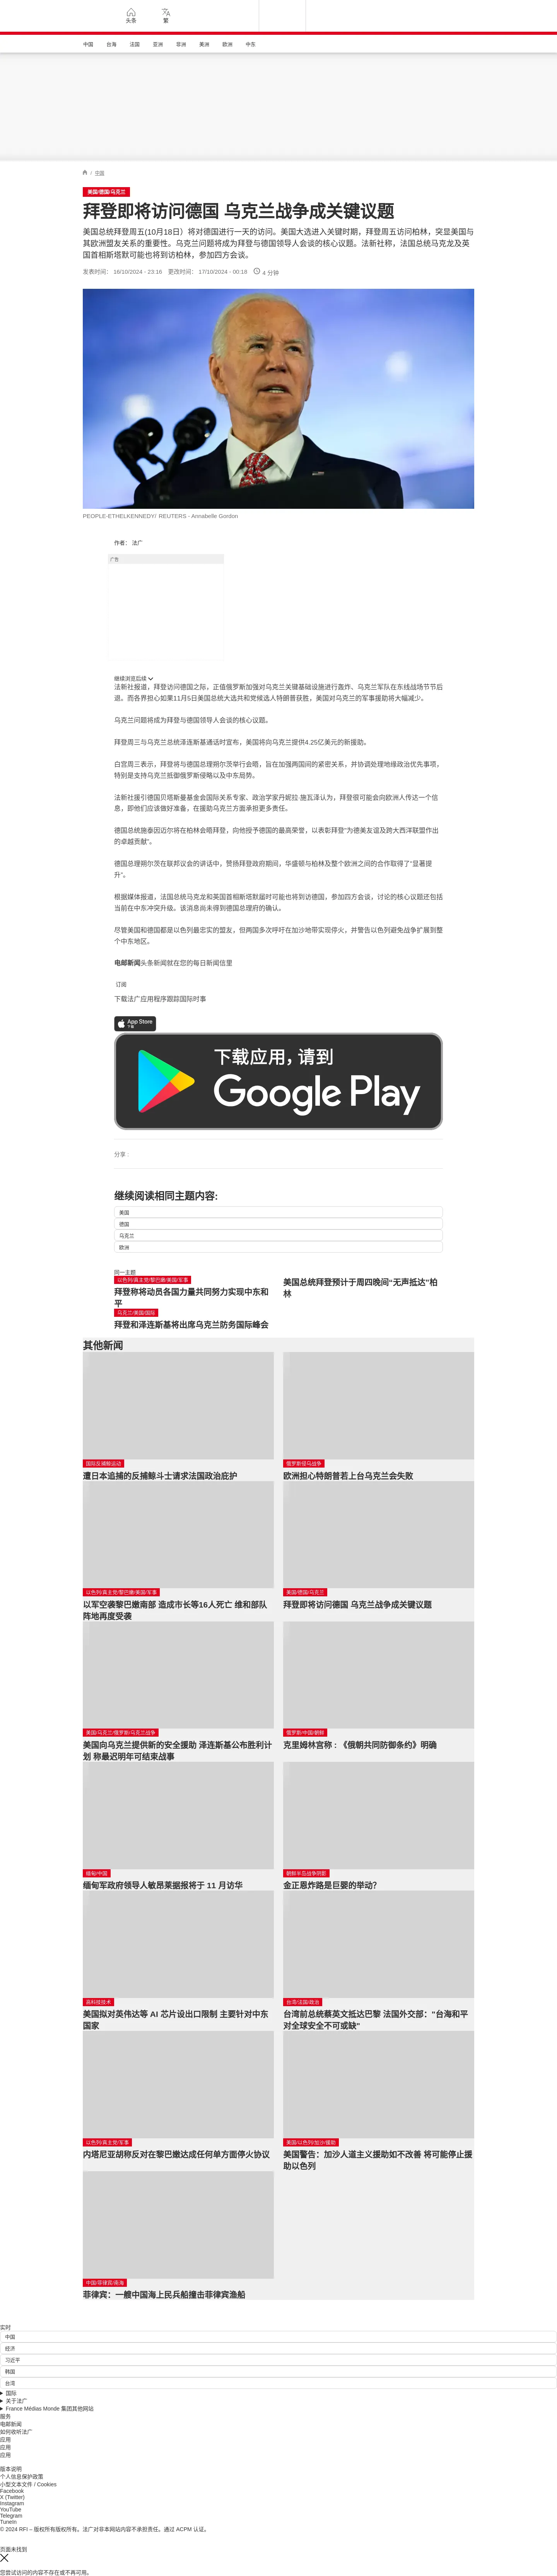 头条
繁
中国
台海
法国
亚洲
非洲
美洲
欧洲
中东
/ 中国
美国/德国/乌克兰
拜登即将访问德国 乌克兰战争成关键议题
美国总统拜登周五(10月18日）将对德国进行一天的访问。美国大选进入关键时期，拜登周五访问柏林，突显美国与
其欧洲盟友关系的重要性。乌克兰问题将成为拜登与德国领导人会谈的核心议题。法新社称，法国总统马克龙及英
国首相斯塔默可能也将到访柏林，参加四方会谈。
发表时间： 16/10/2024 - 23:16 更改时间： 17/10/2024 - 00:18 4 分钟
PEOPLE-ETHELKENNEDY/ REUTERS - Annabelle Gordon
作者： 法广
广告
继续浏览后续
法新社报道，拜登访问德国之际，正值俄罗斯加强对乌克兰关键基础设施进行轰炸、乌克兰军队在东线战场节节后
退。而各界担心如果11月5日美国总统大选共和党候选人特朗普获胜，美国对乌克兰的军事援助将大幅减少。
乌克兰问题将成为拜登与德国领导人会谈的核心议题。
拜登周三与乌克兰总统泽连斯基通话时宣布，美国将向乌克兰提供4.25亿美元的新援助。
白宫周三表示，拜登将与德国总理朔尔茨举行会晤，旨在加强两国间的紧密关系，并协调处理地缘政治优先事项，
特别是支持乌克兰抵御俄罗斯侵略以及中东局势。
法新社援引德国贝塔斯曼基金会国际关系专家、政治学家丹妮拉·施瓦泽认为，拜登很可能会向欧洲人传达一个信
息，即他们应该做好准备，在援助乌克兰方面承担更多责任。
德国总统施泰因迈尔将在柏林会晤拜登，向他授予德国的最高荣誉，以表彰拜登“为德美友谊及跨大西洋联盟作出
的卓越贡献”。
德国总理朔尔茨在联邦议会的讲话中，赞扬拜登政府期间，华盛顿与柏林及整个欧洲之间的合作取得了“显著提
升”。
根据媒体报道，法国总统马克龙和英国首相斯塔默届时可能也将到访德国，参加四方会谈，讨论的核心议题还包括
当前在中东冲突升级。该消息尚未得到德国总理府的确认。
尽管美国和德国都是以色列最忠实的盟友，但两国多次呼吁在加沙地带实现停火，并警告以色列避免战争扩展到整
个中东地区。
电邮新闻头条新闻就在您的每日新闻信里
订阅
下载法广应用程序跟踪国际时事
App Store
下载
下载应用，请到
Google Play
分享 :
继续阅读相同主题内容:
美国
德国
乌克兰
欧洲
同一主题
以色列/真主党/黎巴嫩/美国/军事
拜登称将动员各国力量共同努力实现中东和
平
美国总统拜登预计于周四晚间“无声抵达”柏
林
乌克兰/美国/国际
拜登和泽连斯基将出席乌克兰防务国际峰会
其他新闻
国际反捕鲸运动
遭日本追捕的反捕鲸斗士请求法国政治庇护
俄罗斯侵乌战争
欧洲担心特朗普若上台乌克兰会失败
以色列/真主党/黎巴嫩/美国/军事
以军空袭黎巴嫩南部 造成市长等16人死亡 维和部队
阵地再度受袭
美国/德国/乌克兰
拜登即将访问德国 乌克兰战争成关键议题
美国/乌克兰/俄罗斯/乌克兰战争
美国向乌克兰提供新的安全援助 泽连斯基公布胜利计
划 称最迟明年可结束战事
俄罗斯/中国/朝鲜
克里姆林宫称 : 《俄朝共同防御条约》明确
缅甸/中国
缅甸军政府领导人敏昂莱据报将于 11 月访华
朝鲜半岛战争阴影
金正恩炸路是巨婴的举动?
高科技技术
美国拟对英伟达等 AI 芯片设出口限制 主要针对中东
国家
台湾/法国/政治
台湾前总统蔡英文抵达巴黎 法国外交部： “台海和平
对全球安全不可或缺“
以色列/真主党/军事
内塔尼亚胡称反对在黎巴嫩达成任何单方面停火协议
美国/以色列/加沙/援助
美国警告：加沙人道主义援助如不改善 将可能停止援
助以色列
中国/菲律宾/南海
菲律宾：一艘中国海上民兵船撞击菲律宾渔船
实时
中国
经济
习近平
韩国
台湾
国际
关于法广
France Médias Monde 集团其他网站
服务
电邮新闻
如何收听法广
应用
应用
应用
版本说明
个人信息保护政策
小型文本文件 / Cookies
Facebook
X (Twitter)
Instagram
YouTube
Telegram
TuneIn
© 2024 RFI – 版权所有版权所有。法广对非本网站内容不承担责任。通过 ACPM 认证。
页面未找到
您尝试访问的内容不存在或不再可用。